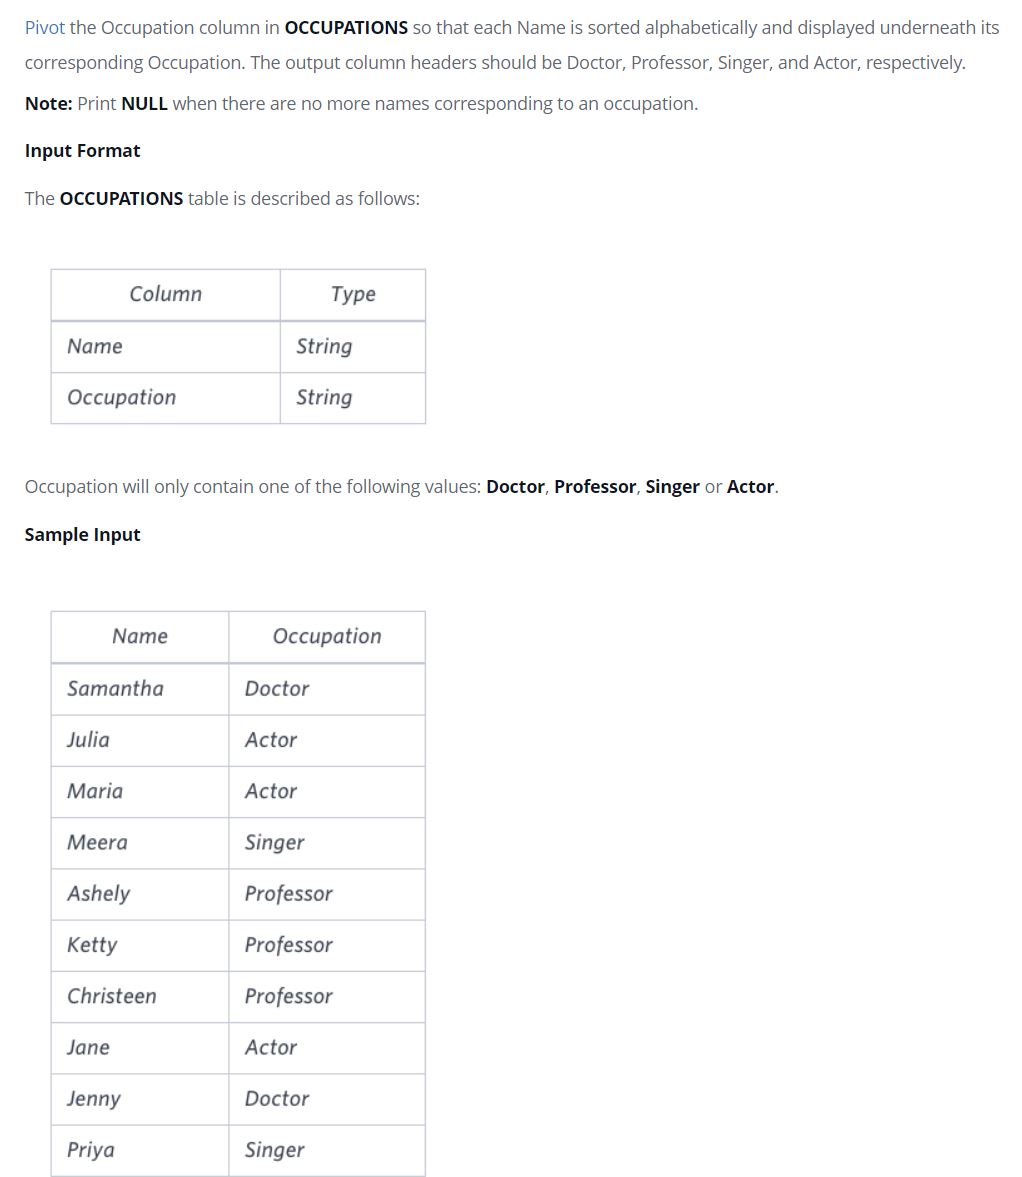 Pivot the Occupation column in OCCUPATIONS so that each Name is sorted alphabetically and displayed underneath its
corresponding Occupation. The output column headers should be Doctor, Professor, Singer, and Actor, respectively.
Note: Print NULL when there are no more names corresponding to an occupation.
Input Format
The OCCUPATIONS table is described as follows:
Column Type
Name String
Occupation String
Occupation will only contain one of the following values: Doctor, Professor, Singer or Actor.
Sample Input
Name Occupation
Samantha Doctor
Julia Actor
Maria Actor
Meera Singer
Ashely Professor
Ketty Professor
Christeen Professor
Jane Actor
Jenny Doctor
Priya Singer